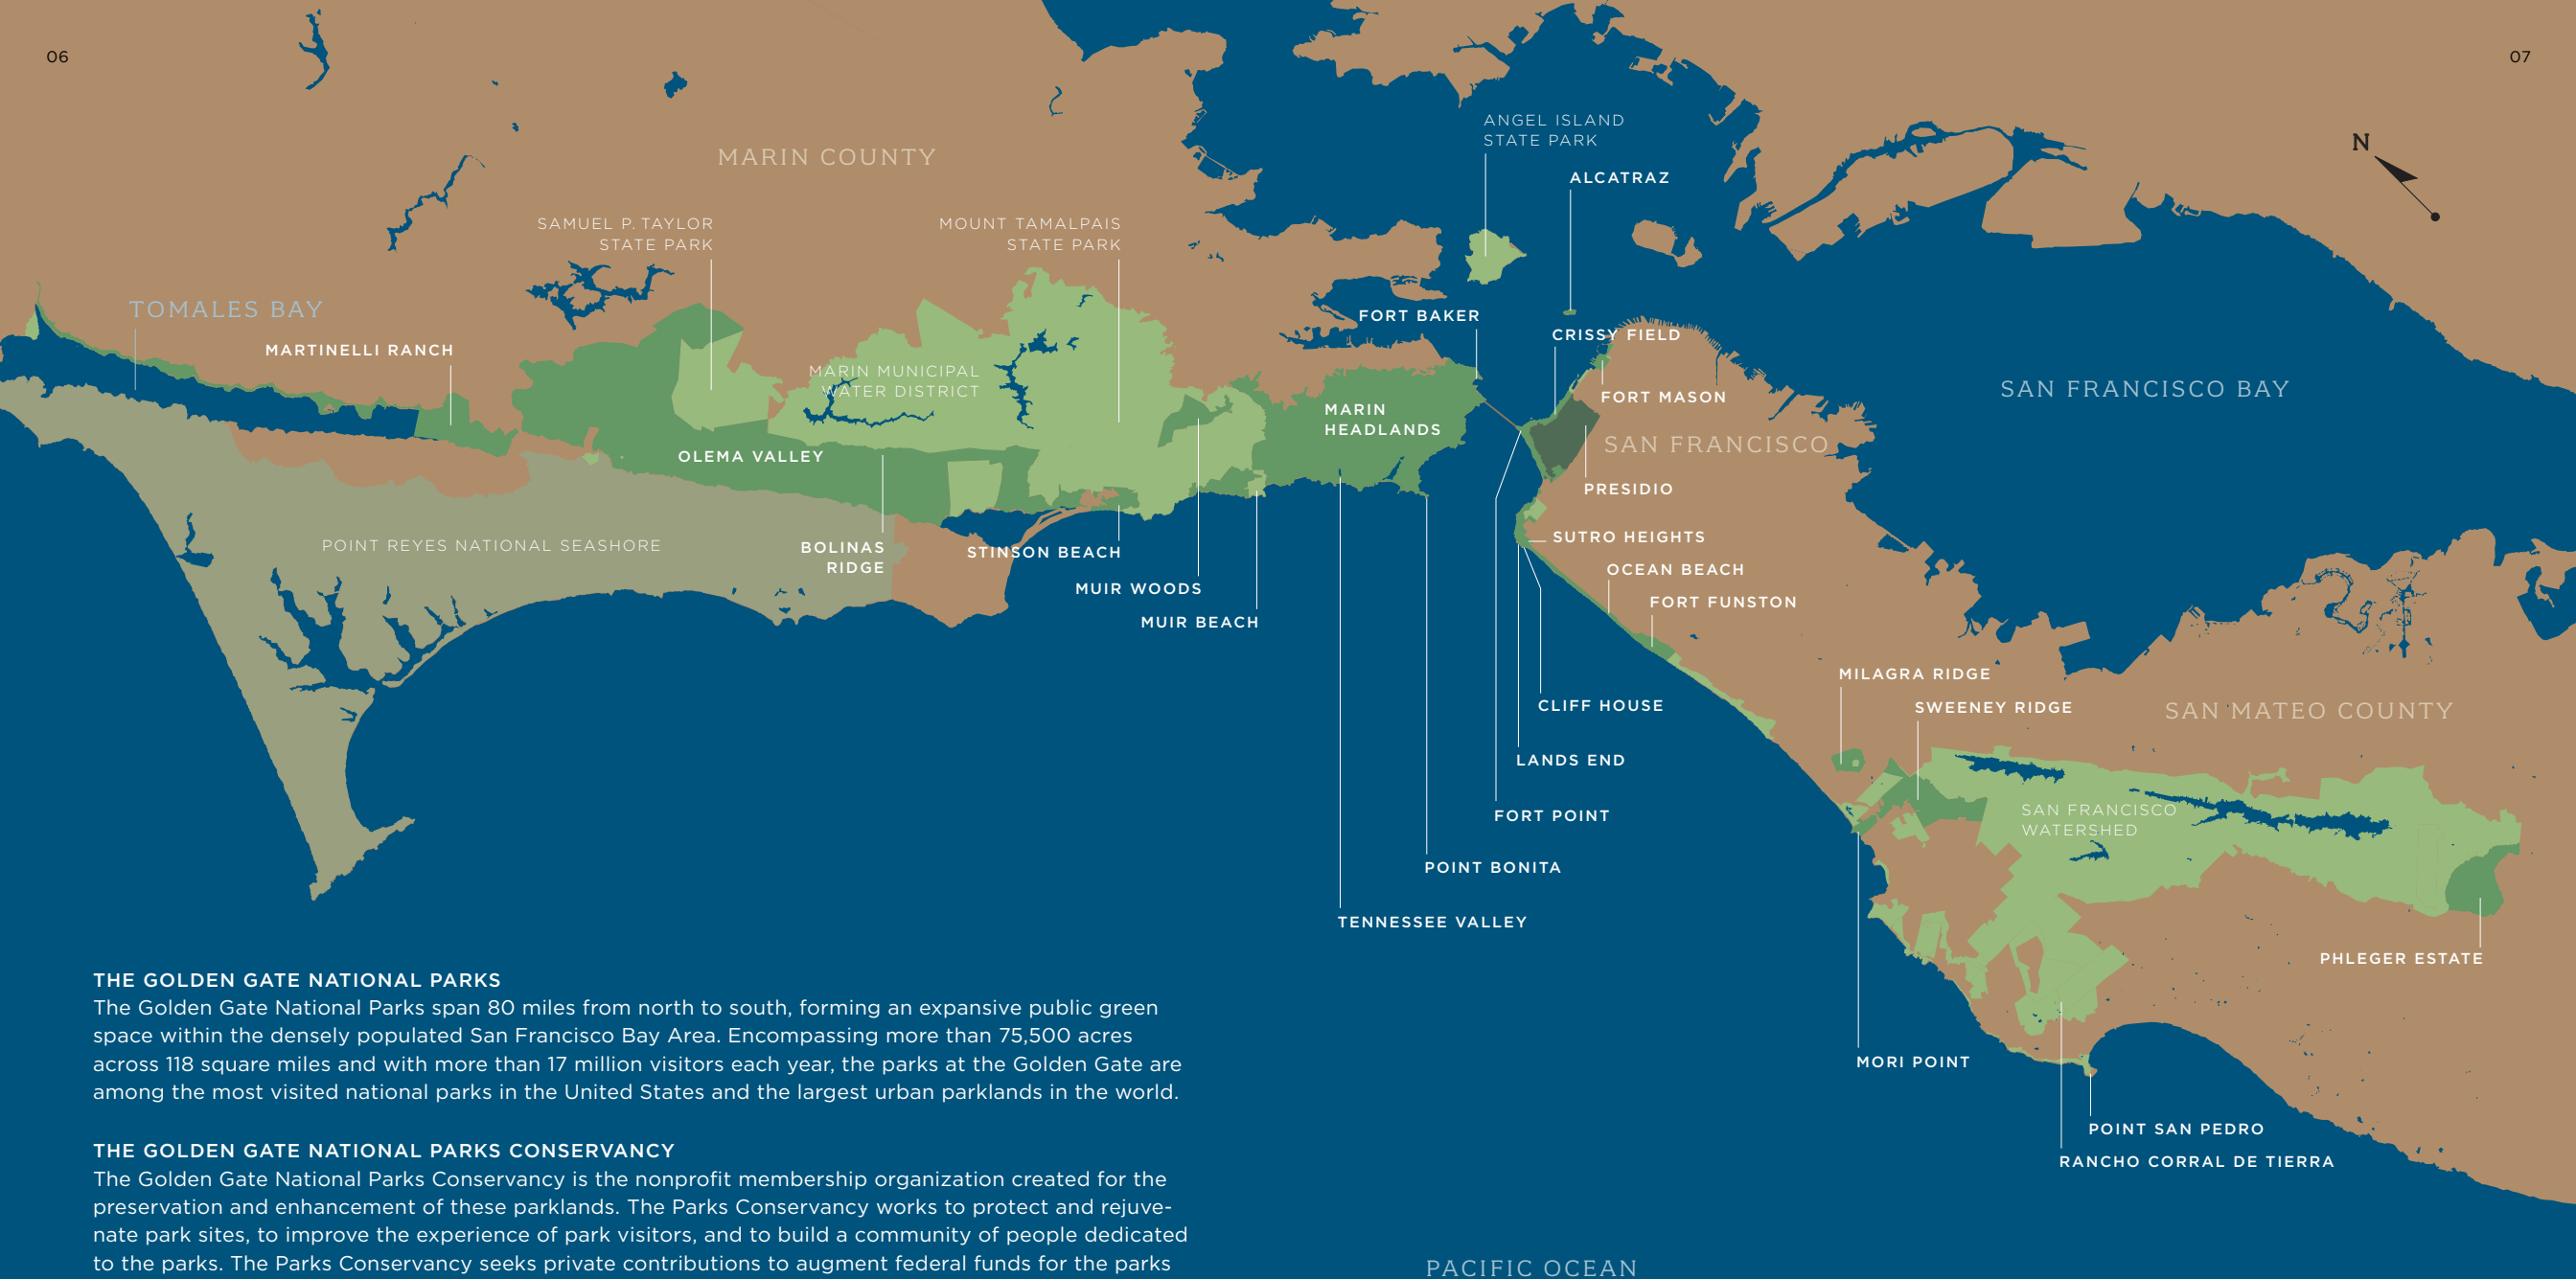 06
07
N
ANGEL ISLAND
STATE PARK
MARIN COUNTY
ALCATRAZ
SAMUEL P. TAYLOR
STATE PARK
MOUNT TAMALPAIS
STATE PARK
TOMALES BAY
FORT BAKER
CRISSY FIELD
MARTINELLI RANCH
MARIN MUNICIPAL
WATER DISTRICT
SAN FRANCISCO BAY
FORT MASON
MARIN
HEADLANDS
SAN FRANCISCO
OLEMA VALLEY
PRESIDIO
SUTRO HEIGHTS
POINT REYES NATIONAL SEASHORE
BOLINAS
RIDGE
STINSON BEACH
OCEAN BEACH
MUIR WOODS
FORT FUNSTON
MUIR BEACH
MILAGRA RIDGE
CLIFF HOUSE
SWEENEY RIDGE
SAN MATEO COUNTY
LANDS END
SAN FRANCISCO
WATERSHED
FORT POINT
POINT BONITA
TENNESSEE VALLEY
PHLEGER ESTATE
MORI POINT
POINT SAN PEDRO
RANCHO CORRAL DE TIERRA
THE GOLDEN GATE NATIONAL PARKS
The Golden Gate National Parks span 80 miles from north to south, forming an expansive public green
space within the densely populated San Francisco Bay Area. Encompassing more than 75,500 acres
across 118 square miles and with more than 17 million visitors each year, the parks at the Golden Gate are
among the most visited national parks in the United States and the largest urban parklands in the world.
THE GOLDEN GATE NATIONAL PARKS CONSERVANCY
The Golden Gate National Parks Conservancy is the nonprofit membership organization created for the
preservation and enhancement of these parklands. The Parks Conservancy works to protect and rejuve-
nate park sites, to improve the experience of park visitors, and to build a community of people dedicated
to the parks. The Parks Conservancy seeks private contributions to augment federal funds for the parks
PACIFIC OCEAN